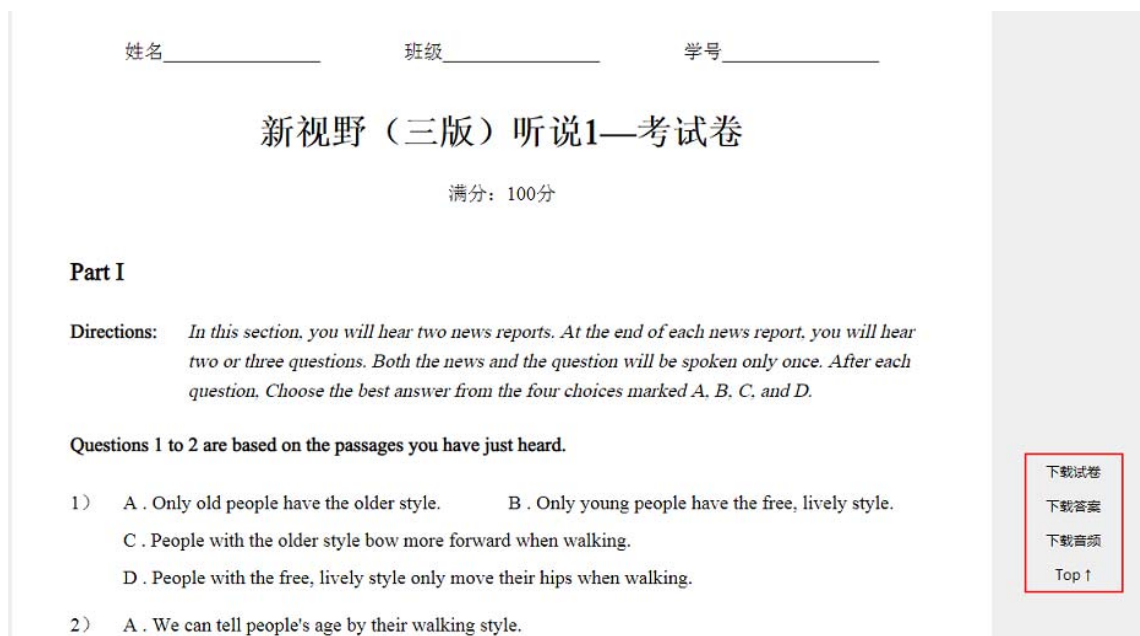 姓名 班级 学号
新视野（三版）听说1—考试卷
满分：100分
Part I
Directions: In this section, you will hear two news reports. At the end of each news report, you will hear
two or three questions. Both the news and the question will be spoken only once. After each
question, Choose the best answer from the four choices marked A, B, C, and D.
Questions 1 to 2 are based on the passages you have just heard.
1） A . Only old people have the older style. B . Only young people have the free, lively style.
C . People with the older style bow more forward when walking.
D . People with the free, lively style only move their hips when walking.
2） A . We can tell people's age by their walking style.
下载试卷
下载答案
下载音频
Top↑